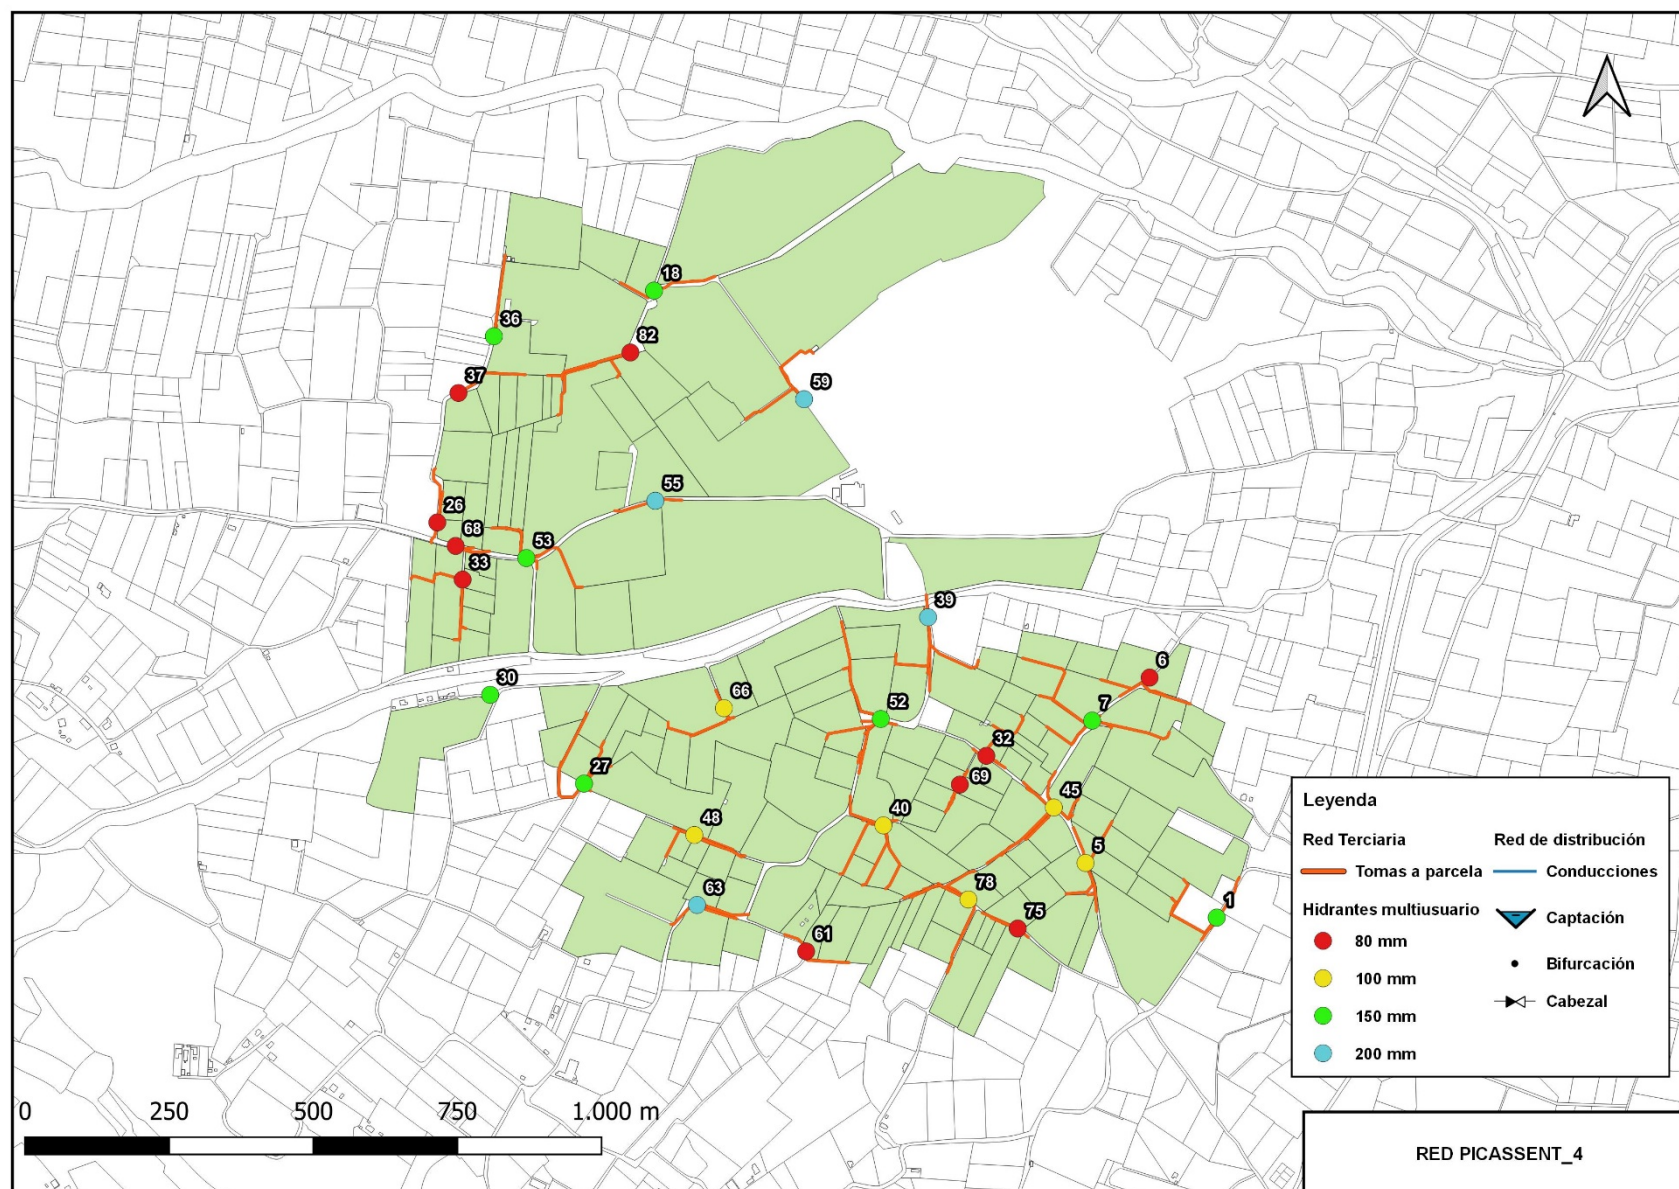 18
36
82
37
59
55
26
68
53
33
39
6
30
66
52
7
32
27
69
45
48
40
5
63
78
75
1
61
Leyenda
Red Terciaria
Tomas a parcela
Hidrantes multiusuario
80 mm
100 mm
150 mm
200 mm
Red de distribución
Conducciones
Captación
Bifurcación
Cabezal
0 250 500 750 1.000 m
RED PICASSENT_4